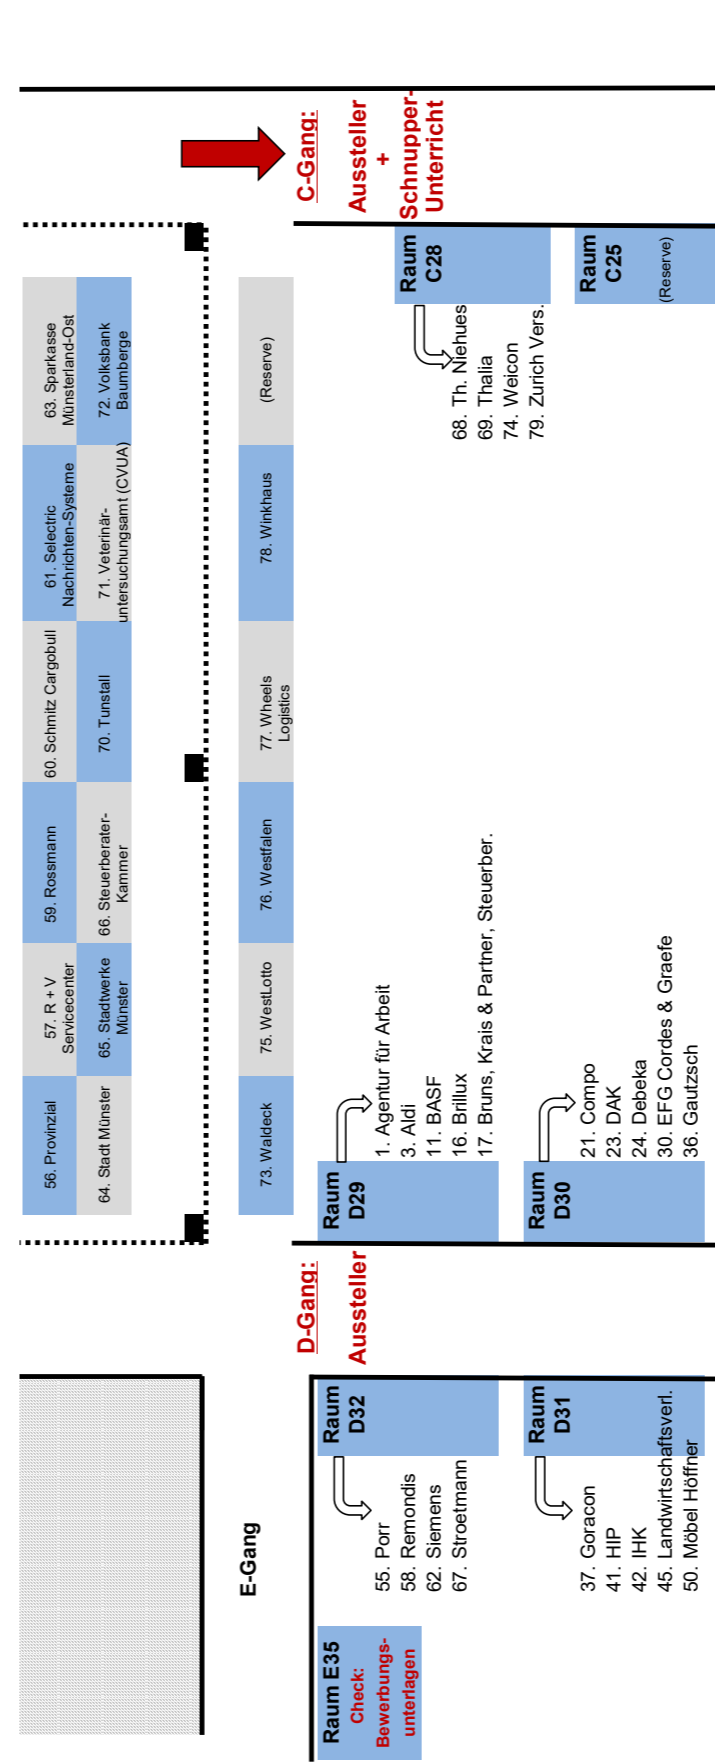 56. Provinzial
57. R + V
Servicecenter
59. Rossmann
60. Schmitz Cargobull
61. Selectric
Nachrichten-Systeme
63. Sparkasse
Münsterland-Ost
64. Stadt Münster
65. Stadtwerke
Münster
66. Steuerberater-
Kammer
70. Tunstall
71. Veterinär-
untersuchungsamt (CVUA)
72. Volksbank
Baumberge
E-Gang
73. Waldeck
75. WestLotto
76. Westfalen
77. Wheels
Logistics
78. Winkhaus
(Reserve)
D-Gang:
Aussteller
C-Gang:
Aussteller
+
Schnupper-
Unterricht
Raum E35
Check:
Bewerbungs-
unterlagen
Raum
D32
55. Porr
58. Remondis
62. Siemens
67. Stroetmann
Raum
D29
1. Agentur für Arbeit
3. Aldi
11. BASF
16. Brillux
17. Bruns, Krais & Partner, Steuerber.
Raum
C28
68. Th. Niehues
69. Thalia
74. Weicon
79. Zurich Vers.
Raum
D31
37. Goracon
41. HIP
42. IHK
45. Landwirtschaftsverl.
50. Möbel Höffner
Raum
D30
21. Compo
23. DAK
24. Debeka
30. EFG Cordes & Graefe
36. Gautzsch
Raum
C25
(Reserve)